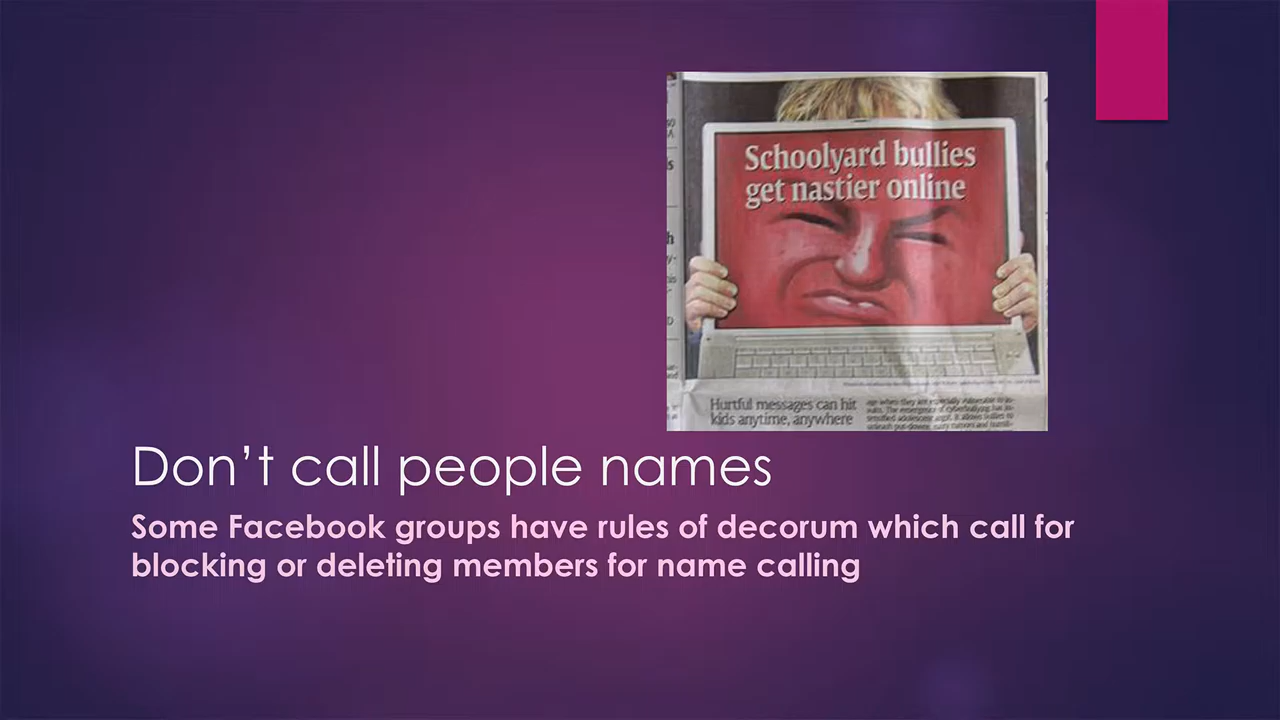 Schoolyard bullies
get nastier online
Hurtful messages can hit
kids anytime, anywhere
Don’t call people names
Some Facebook groups have rules of decorum which call for
blocking or deleting members for name calling